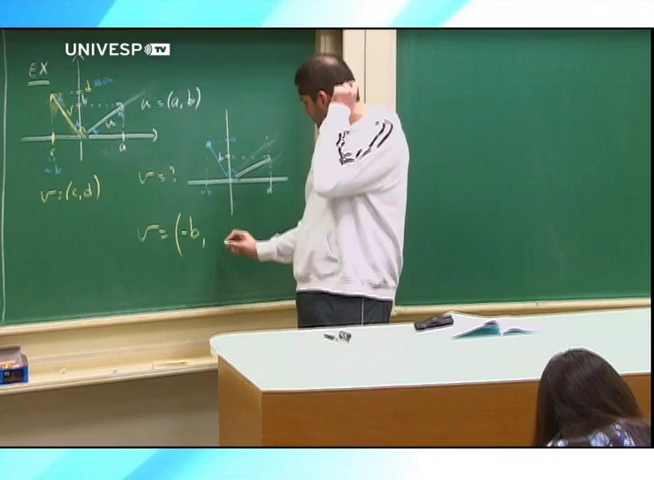 UNIVESP TV
EX
u = (a, b)
v = (c, d)
v = ?
v = (-b,